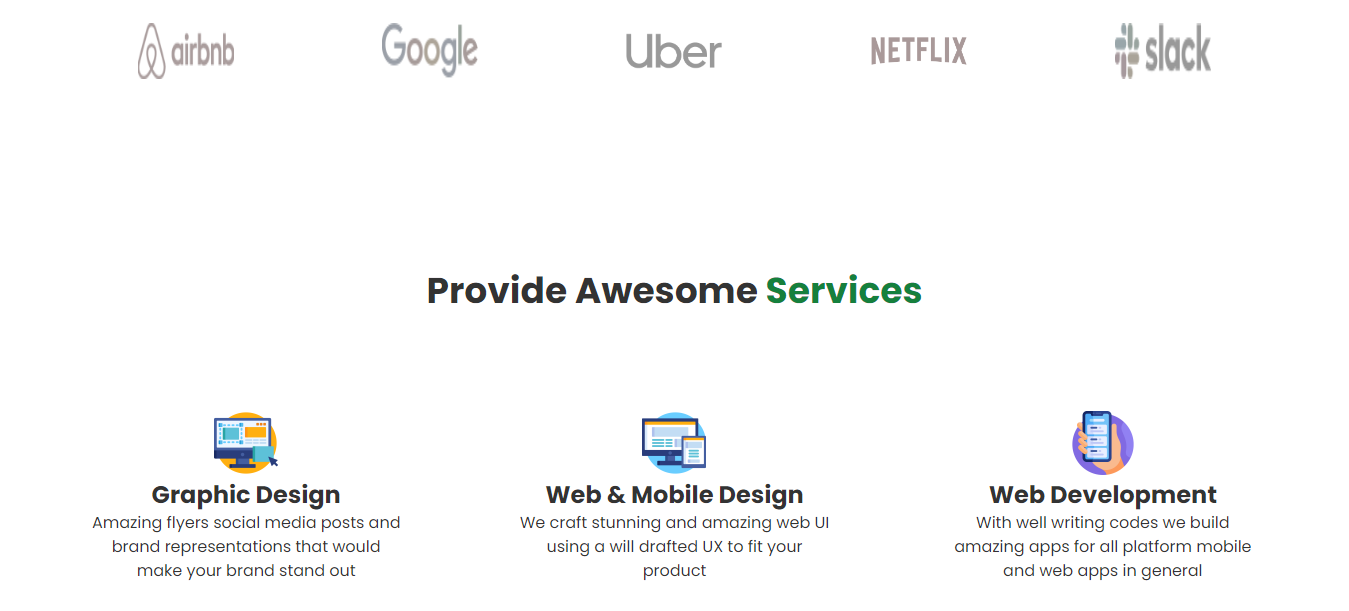 airbnb Google Uber NETFLIX slack
Provide Awesome Services
Graphic Design Web & Mobile Design Web Development
Amazing flyers social media posts and
brand representations that would
make your brand stand out
We craft stunning and amazing web UI
using a will drafted UX to fit your
product
With well writing codes we build
amazing apps for all platform mobile
and web apps in general